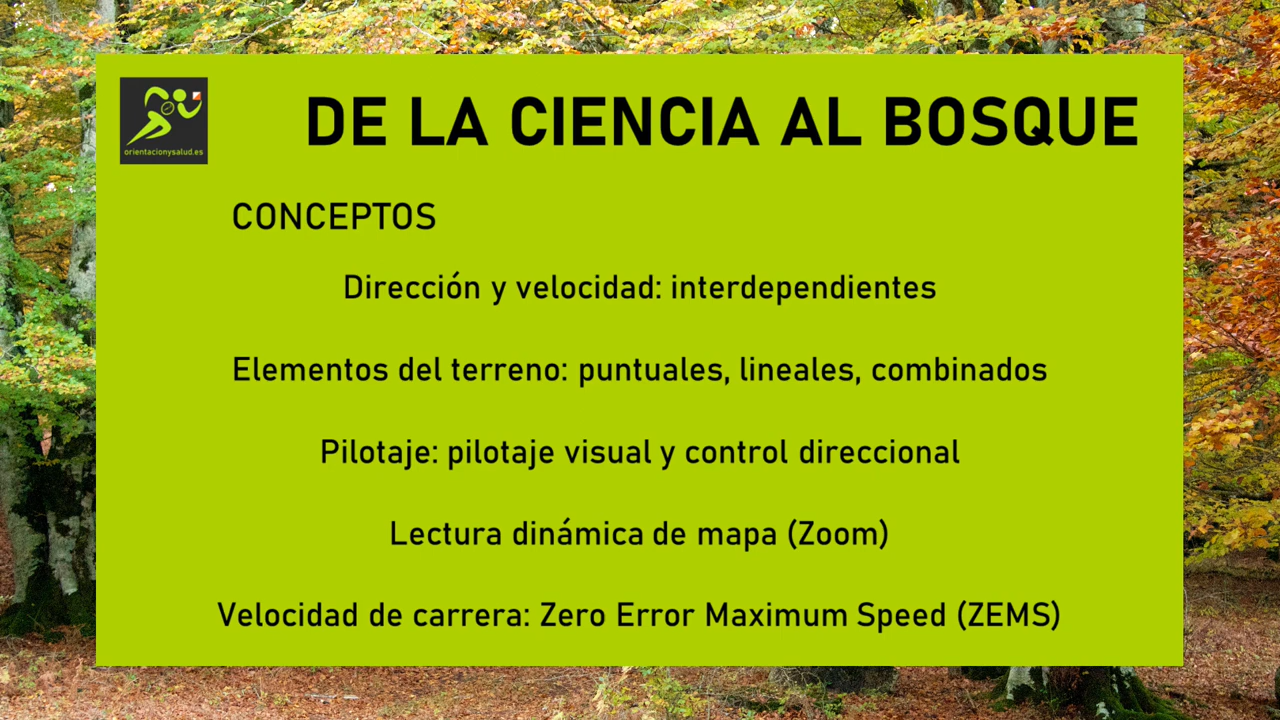 orientacionysalud.es
DE LA CIENCIA AL BOSQUE
CONCEPTOS
Dirección y velocidad: interdependientes
Elementos del terreno: puntuales, lineales, combinados
Pilotaje: pilotaje visual y control direccional
Lectura dinámica de mapa (Zoom)
Velocidad de carrera: Zero Error Maximum Speed (ZEMS)